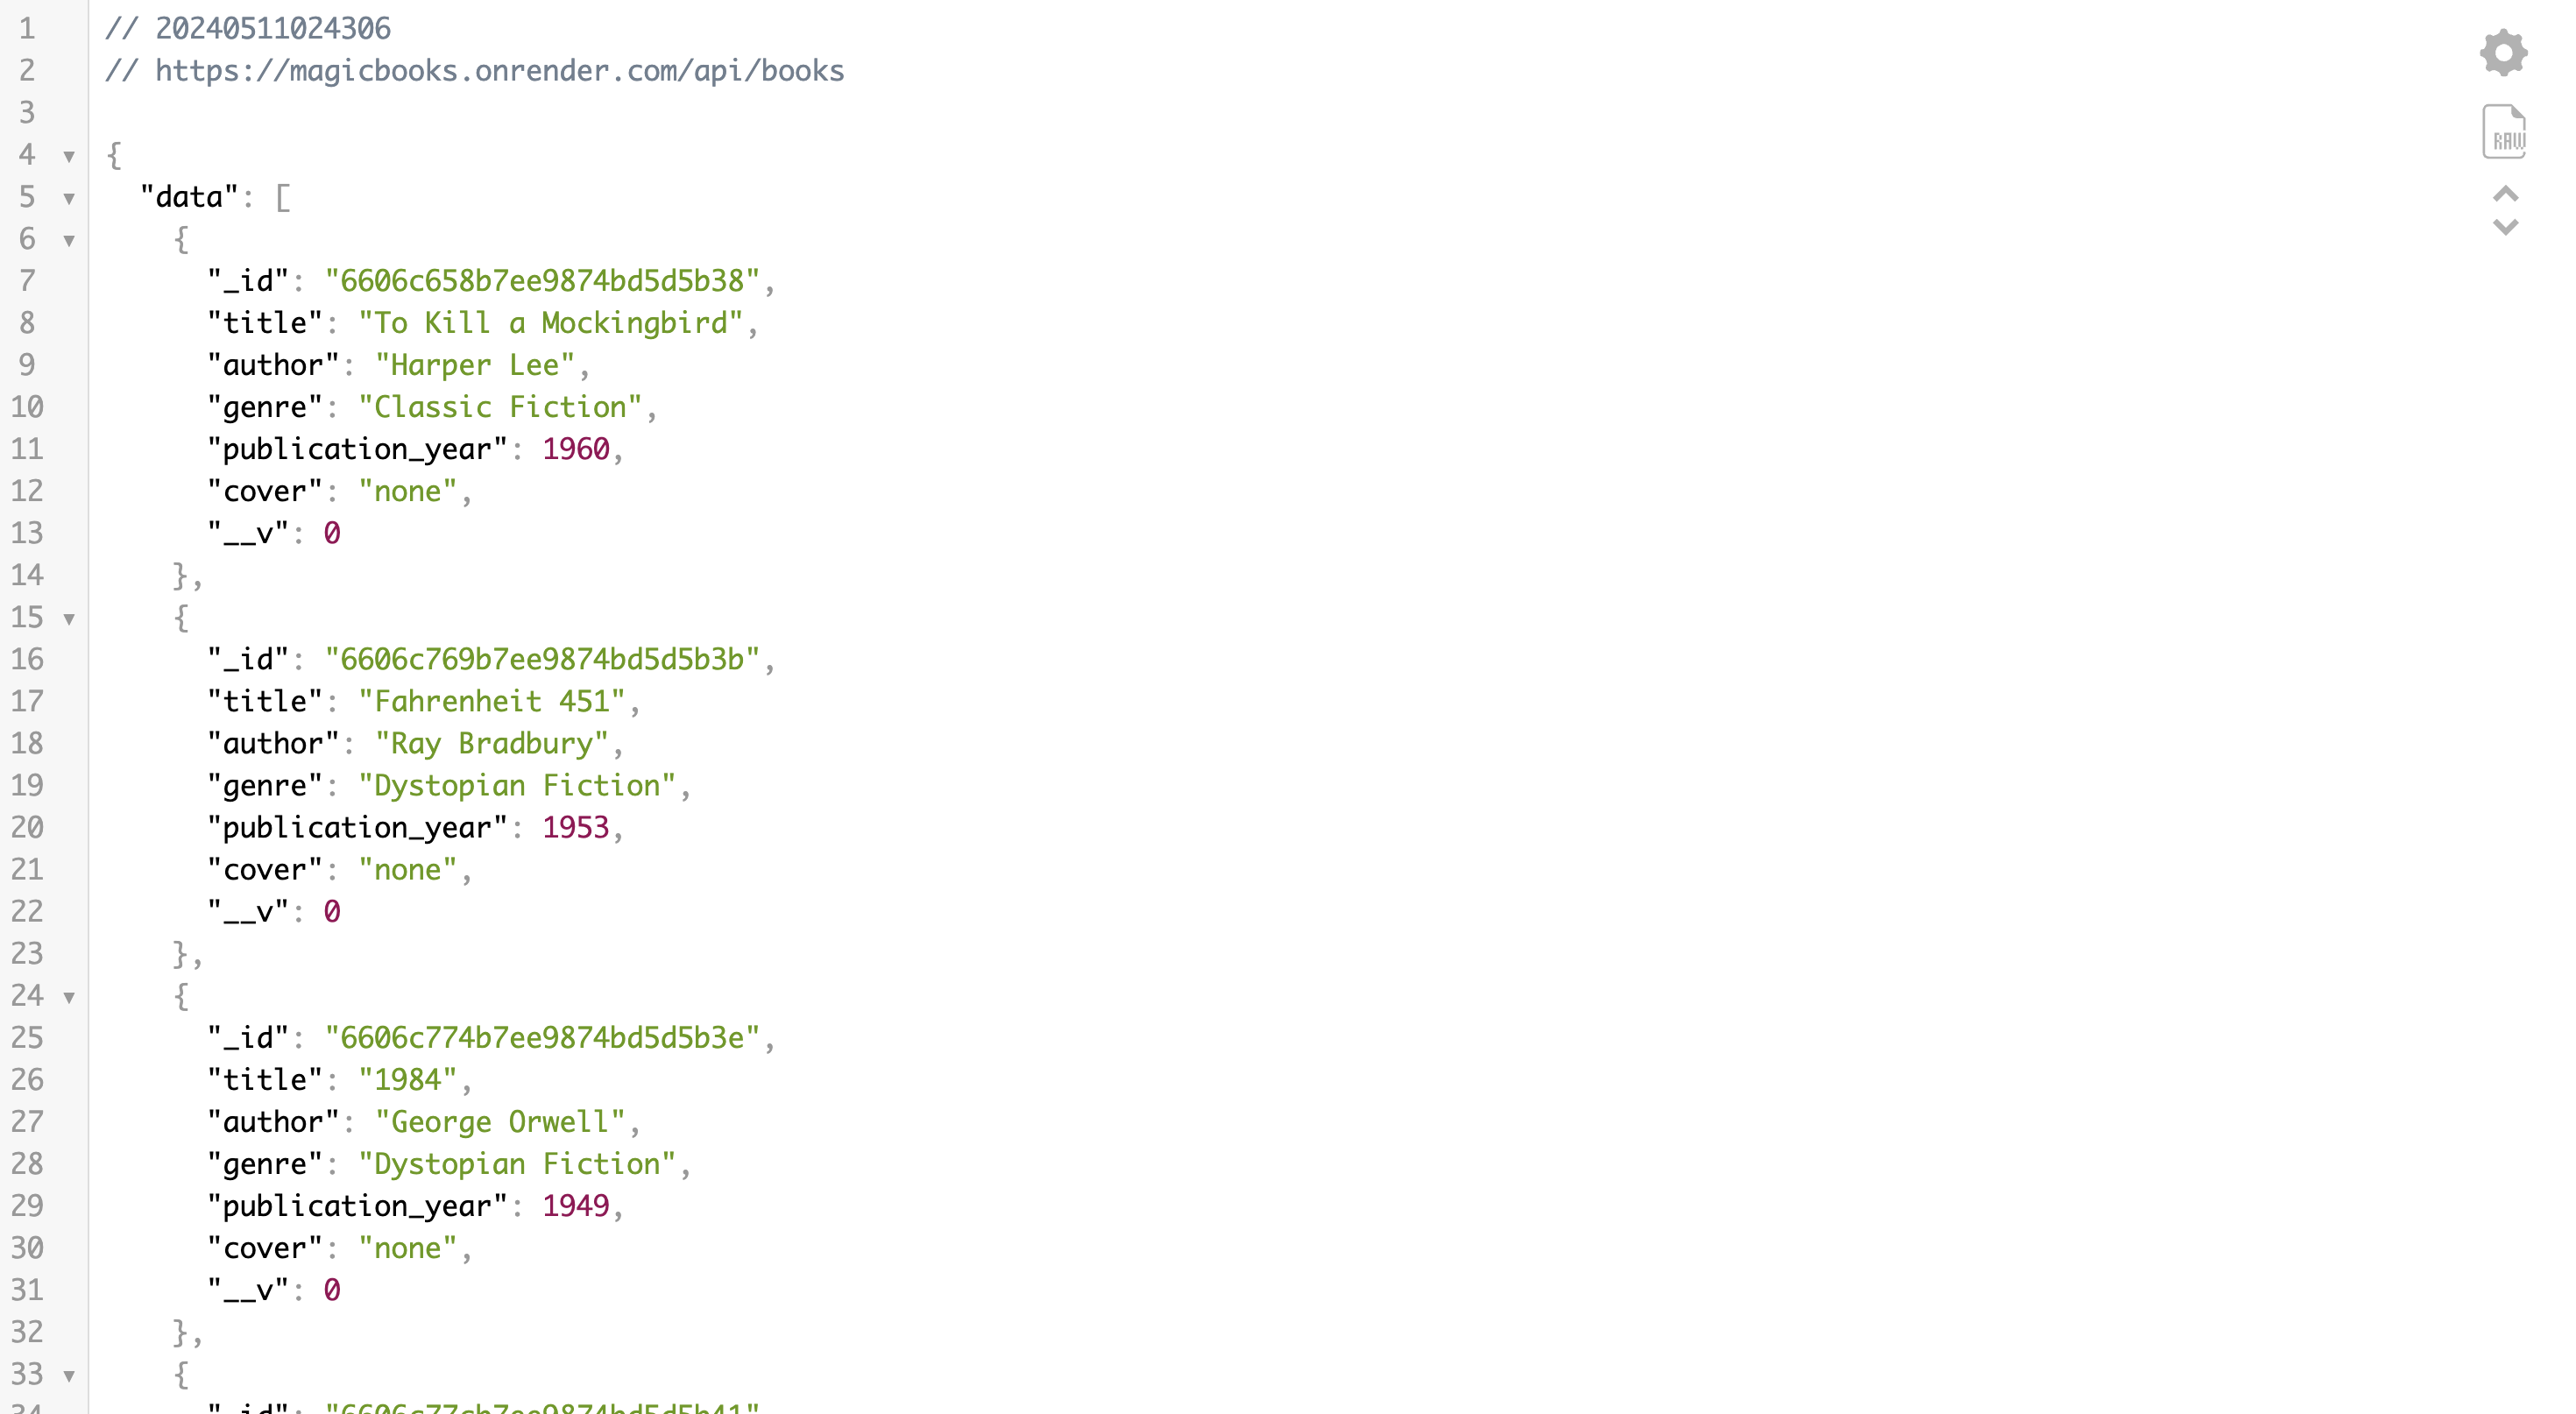 1 // 20240511024306
2 // https://magicbooks.onrender.com/api/books
3
4 ▼ {
5 ▼ "data": [
6 ▼ {
7 "_id": "6606c658b7ee9874bd5d5b38",
8 "title": "To Kill a Mockingbird",
9 "author": "Harper Lee",
10 "genre": "Classic Fiction",
11 "publication_year": 1960,
12 "cover": "none",
13 "__v": 0
14 },
15 ▼ {
16 "_id": "6606c769b7ee9874bd5d5b3b",
17 "title": "Fahrenheit 451",
18 "author": "Ray Bradbury",
19 "genre": "Dystopian Fiction",
20 "publication_year": 1953,
21 "cover": "none",
22 "__v": 0
23 },
24 ▼ {
25 "_id": "6606c774b7ee9874bd5d5b3e",
26 "title": "1984",
27 "author": "George Orwell",
28 "genre": "Dystopian Fiction",
29 "publication_year": 1949,
30 "cover": "none",
31 "__v": 0
32 },
33 ▼ {
34 "_id": "6606c77cb7ee9874bd5d5b41"
RAW